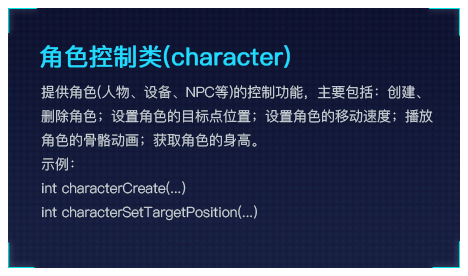 角色控制类(character)
提供角色(人物、设备、NPC等)的控制功能，主要包括：创建、
删除角色；设置角色的目标点位置；设置角色的移动速度；播放
角色的骨骼动画；获取角色的身高。
示例：
int characterCreate(...)
int characterSetTargetPosition(...)